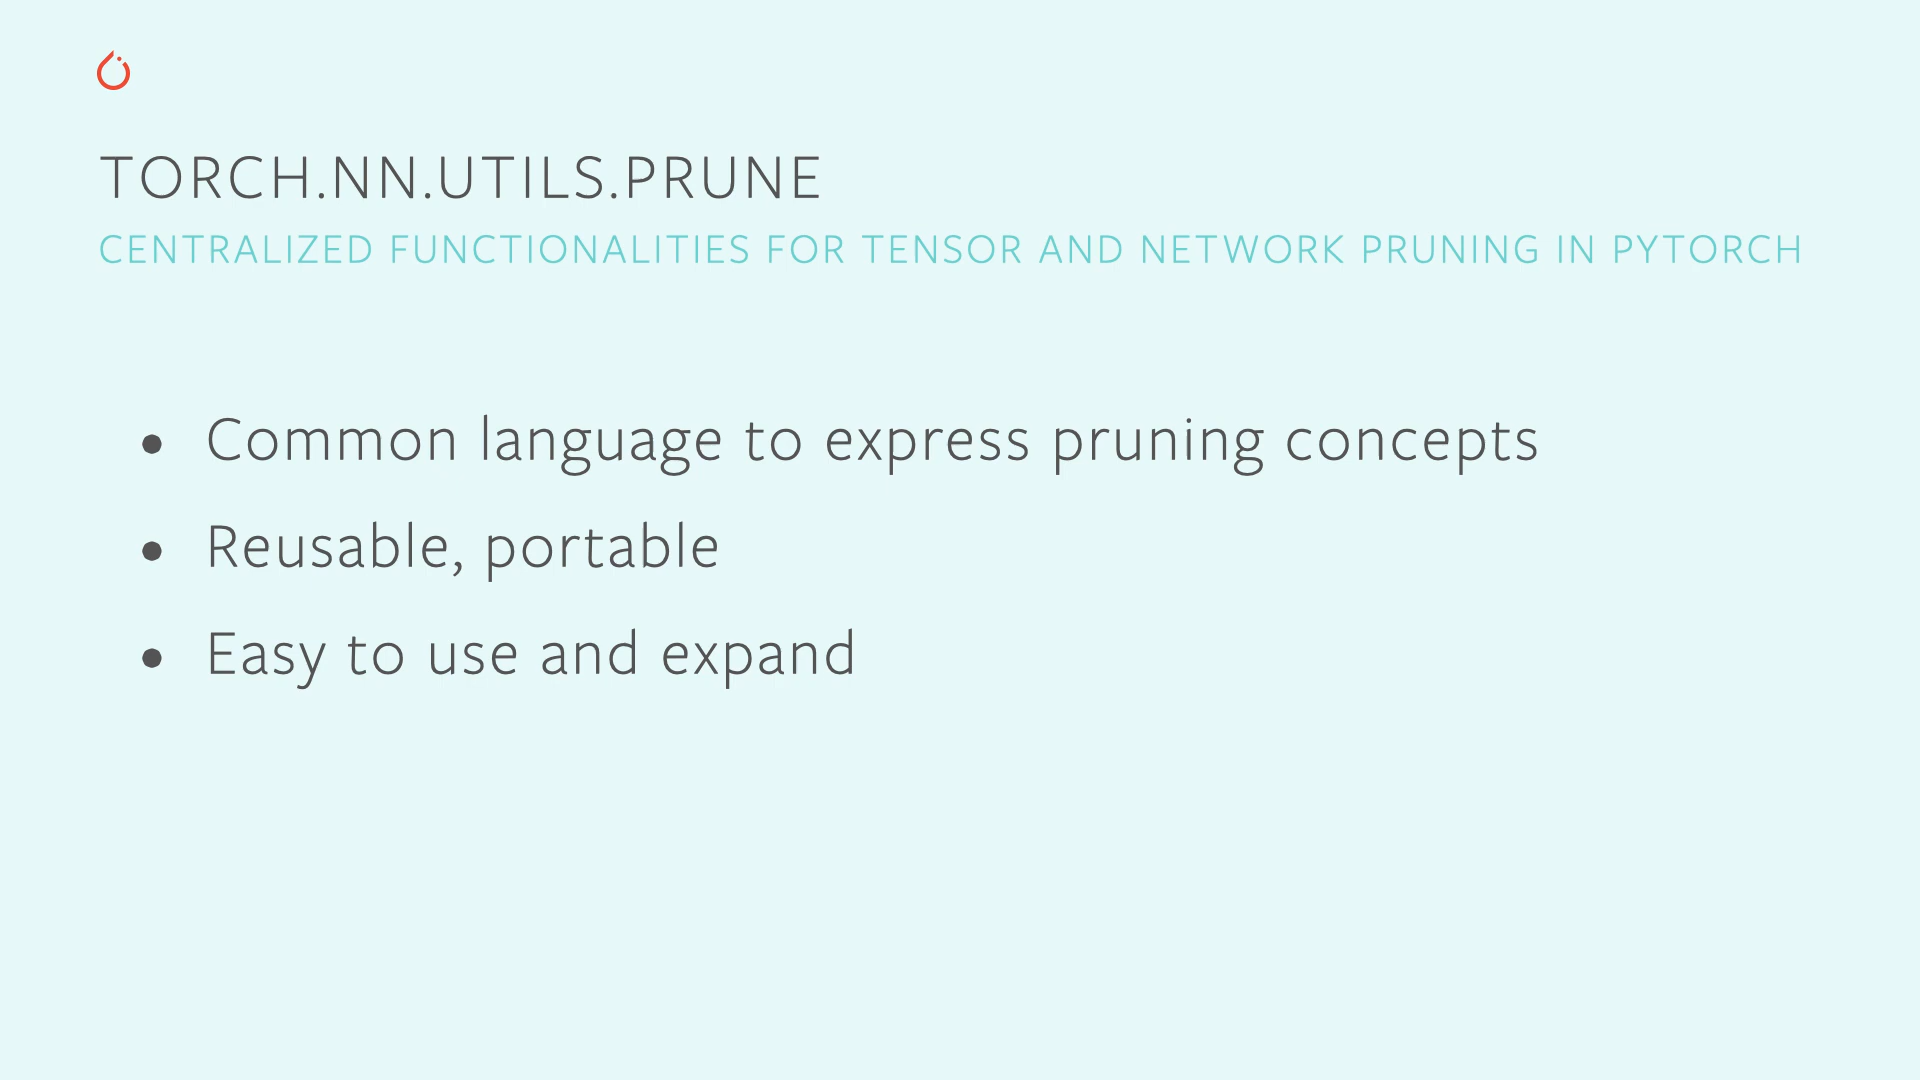 TORCH.NN.UTILS.PRUNE
CENTRALIZED FUNCTIONALITIES FOR TENSOR AND NETWORK PRUNING IN PYTORCH
• Common language to express pruning concepts
• Reusable, portable
• Easy to use and expand